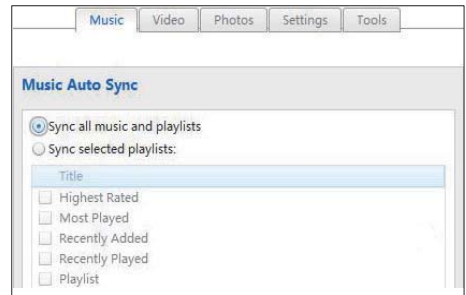 Music Video Photos Settings Tools
Music Auto Sync
Sync all music and playlists
Sync selected playlists:
Title
Highest Rated
Most Played
Recently Added
Recently Played
Playlist